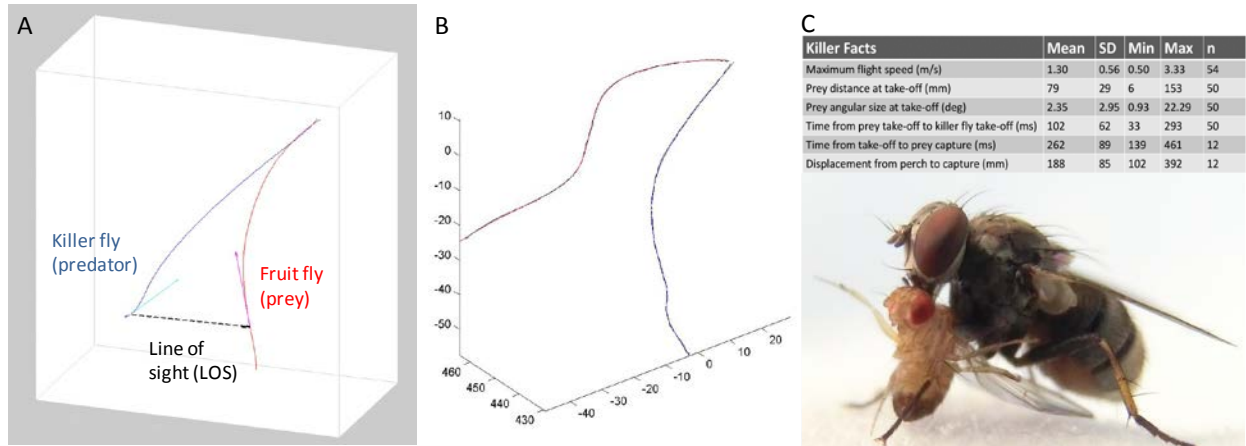 A
Killer fly
(predator)
Fruit fly
(prey)
Line of
sight (LOS)
B
10
0
-10
-20
-30
-40
-50
460
450
440
430
-40
-30
-20
-10
0
10
20
C
Killer Facts Mean SD Min Max n
Maximum flight speed (m/s) 1.30 0.56 0.50 3.33 54
Prey distance at take-off (mm) 79 29 6 153 50
Prey angular size at take-off (deg) 2.35 2.95 0.93 22.29 50
Time from prey take-off to killer fly take-off (ms) 102 62 33 293 50
Time from take-off to prey capture (ms) 262 89 139 461 12
Displacement from perch to capture (mm) 188 85 102 392 12